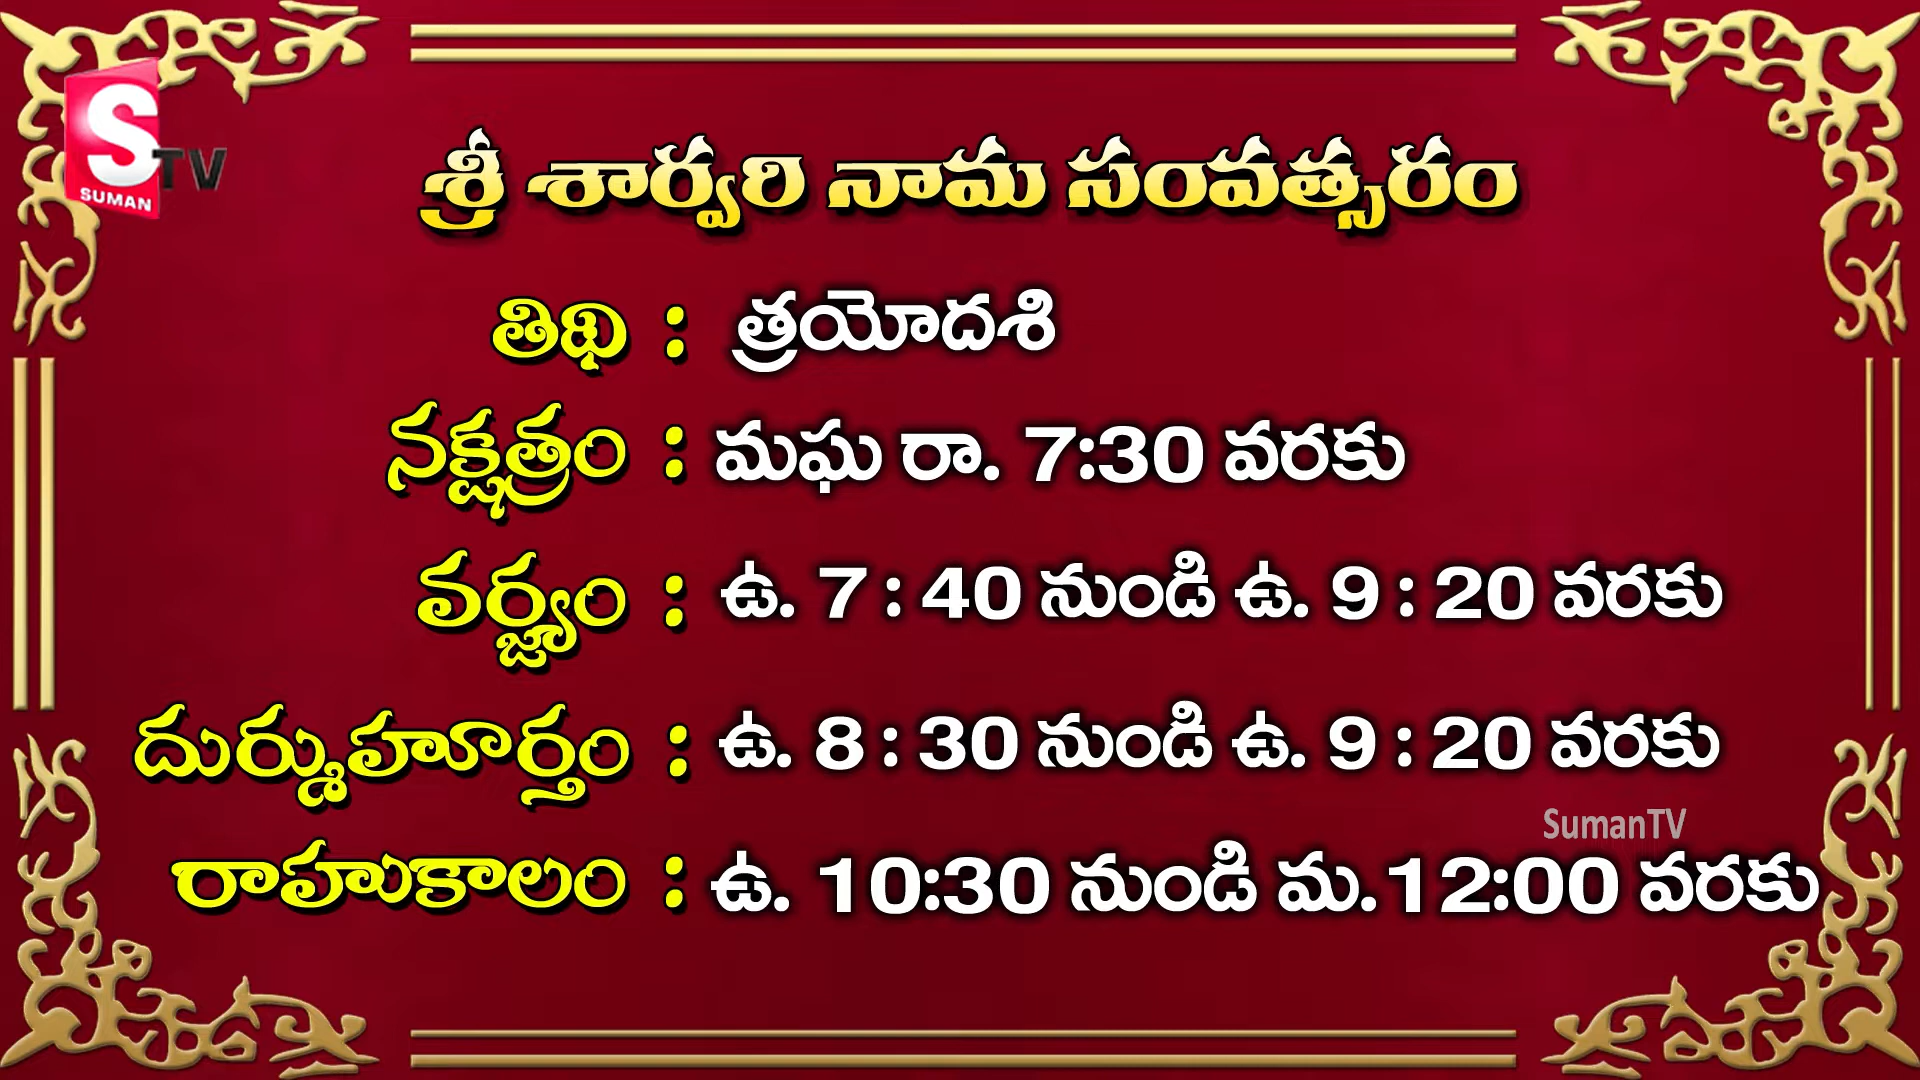 S TV
SUMAN
శ్రీ శార్వరి నామ సంవత్సరం
తిథి : త్రయోదశి
నక్షత్రం : మఘ రా. 7:30 వరకు
వర్జ్యం : ఉ. 7 : 40 నుండి ఉ. 9 : 20 వరకు
దుర్ముహూర్తం : ఉ. 8 : 30 నుండి ఉ. 9 : 20 వరకు
SumanTV
రాహుకాలం : ఉ. 10:30 నుండి మ.12:00 వరకు